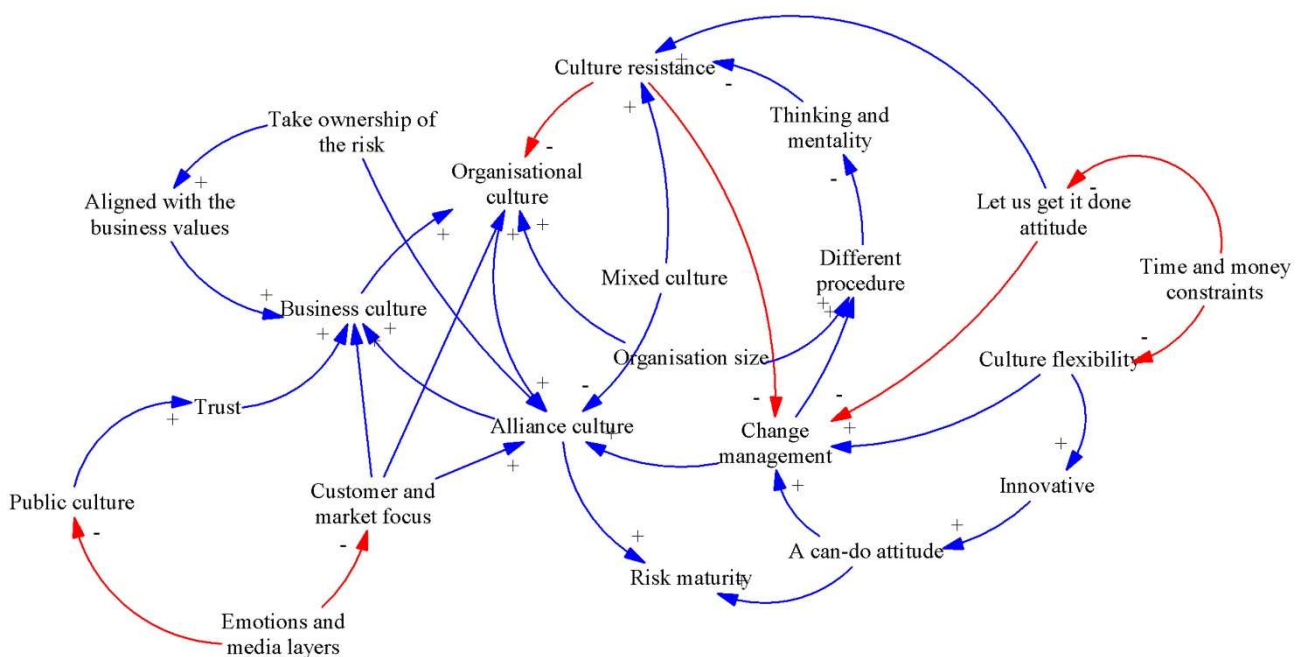 Culture resistance
Take ownership of
the risk
Thinking and
mentality
Organisational
culture
Aligned with the
business values
Let us get it done
attitude
Different
procedure
Mixed culture
Time and money
constraints
Business culture
Organisation size
Culture flexibility
Trust
Alliance culture
Change
management
Public culture
Customer and
market focus
Innovative
A can-do attitude
Risk maturity
Emotions and
media layers